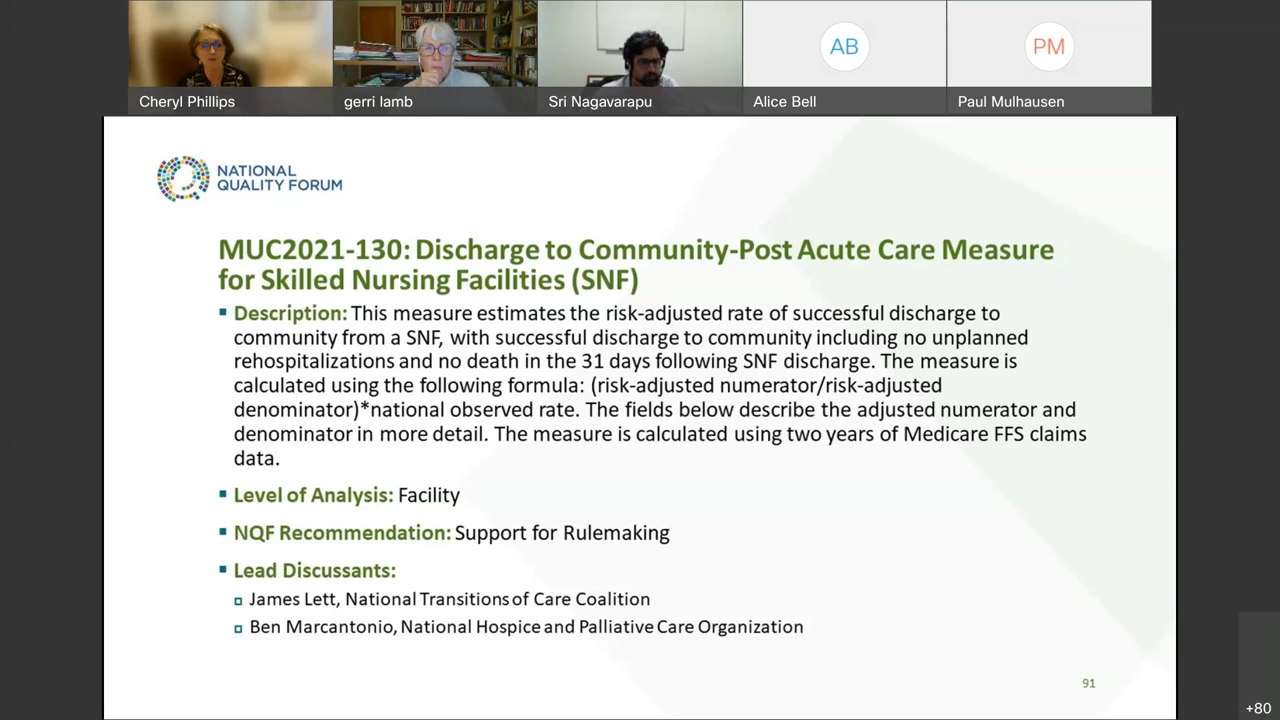 Cheryl Phillips
gerri lamb
Sri Nagavarapu
AB
Alice Bell
PM
Paul Mulhausen
NATIONAL
QUALITY FORUM
MUC2021-130: Discharge to Community-Post Acute Care Measure
for Skilled Nursing Facilities (SNF)
Description: This measure estimates the risk-adjusted rate of successful discharge to
community from a SNF, with successful discharge to community including no unplanned
rehospitalizations and no death in the 31 days following SNF discharge. The measure is
calculated using the following formula: (risk-adjusted numerator/risk-adjusted
denominator)*national observed rate. The fields below describe the adjusted numerator and
denominator in more detail. The measure is calculated using two years of Medicare FFS claims
data.
Level of Analysis: Facility
NQF Recommendation: Support for Rulemaking
Lead Discussants:
James Lett, National Transitions of Care Coalition
Ben Marcantonio, National Hospice and Palliative Care Organization
91
+80